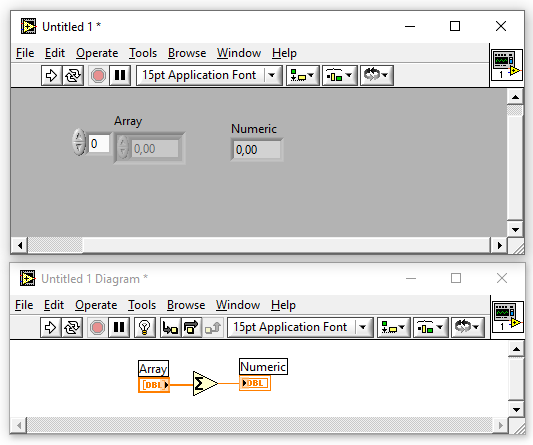 Untitled 1 *
File Edit Operate Tools Browse Window Help
15pt Application Font
1
Array
0
0,00
Numeric
0,00
Untitled 1 Diagram *
File Edit Operate Tools Browse Window Help
15pt Application Font
1
Array
DBL
Σ
Numeric
DBL